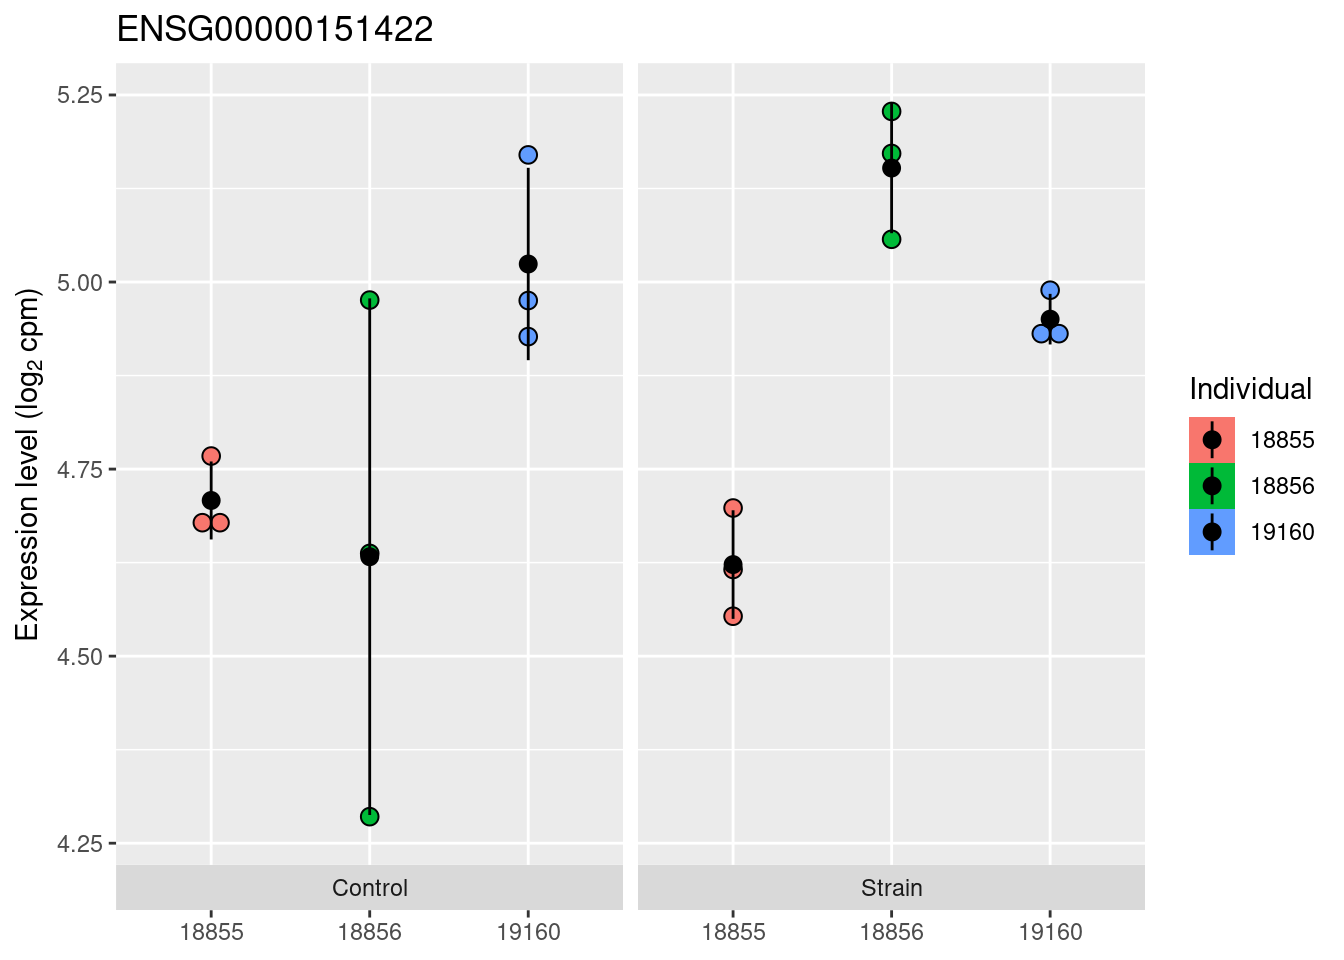 ENSG00000151422
Expression level (log₂ cpm)
5.25
5.00
4.75
4.50
4.25
Control
Strain
18855
18856
19160
18855
18856
19160
Individual
18855
18856
19160